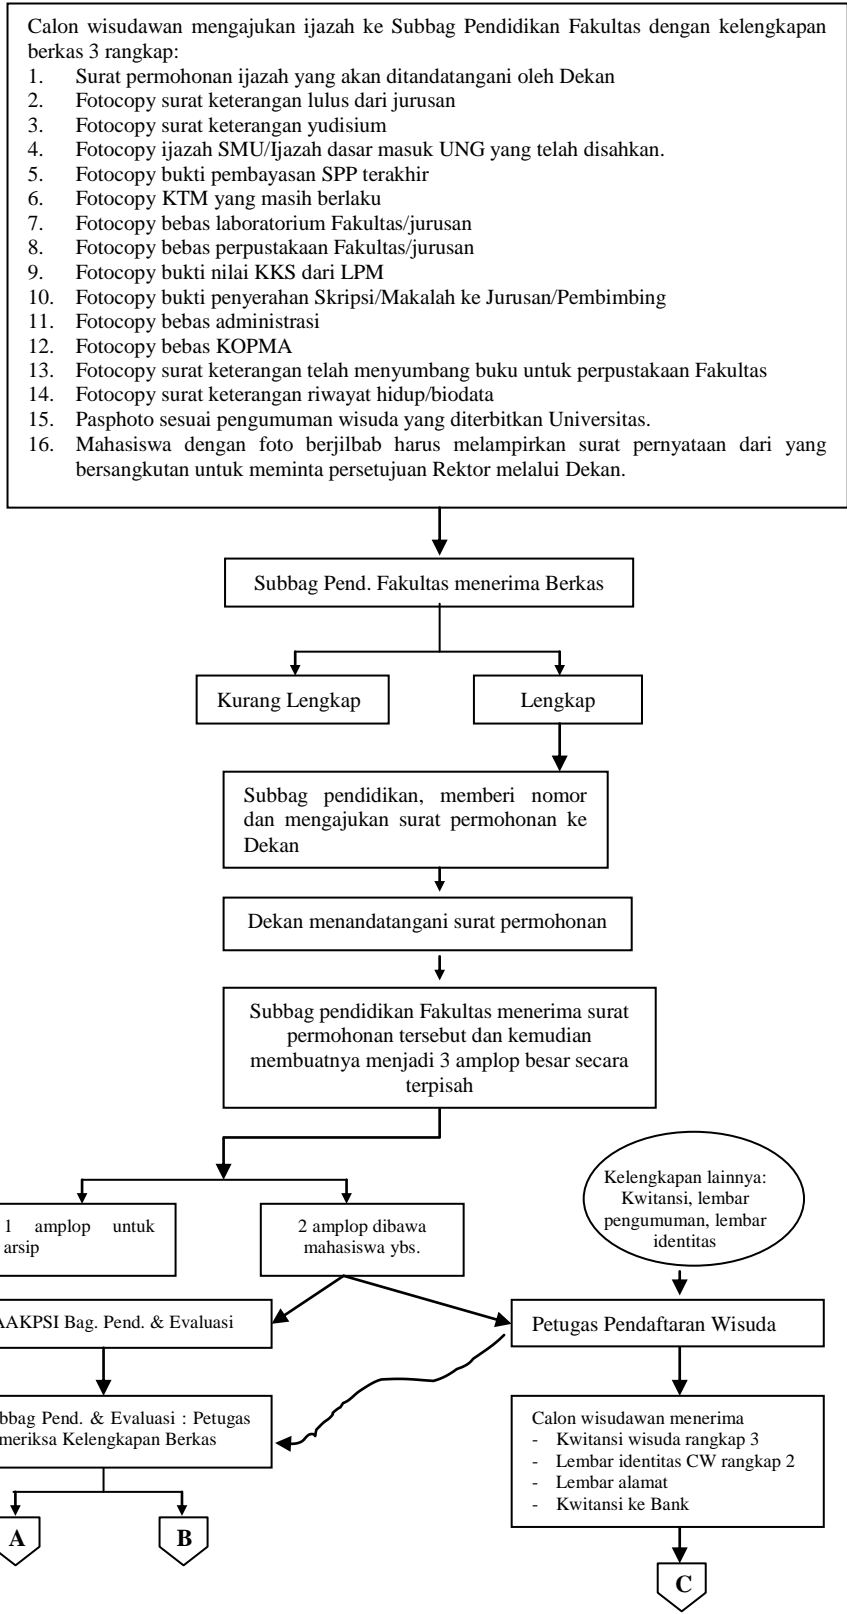 Calon wisudawan mengajukan ijazah ke Subbag Pendidikan Fakultas dengan kelengkapan
berkas 3 rangkap:
1. Surat permohonan ijazah yang akan ditandatangani oleh Dekan
2. Fotocopy surat keterangan lulus dari jurusan
3. Fotocopy surat keterangan yudisium
4. Fotocopy ijazah SMU/Ijazah dasar masuk UNG yang telah disahkan.
5. Fotocopy bukti pembayasan SPP terakhir
6. Fotocopy KTM yang masih berlaku
7. Fotocopy bebas laboratorium Fakultas/jurusan
8. Fotocopy bebas perpustakaan Fakultas/jurusan
9. Fotocopy bukti nilai KKS dari LPM
10. Fotocopy bukti penyerahan Skripsi/Makalah ke Jurusan/Pembimbing
11. Fotocopy bebas administrasi
12. Fotocopy bebas KOPMA
13. Fotocopy surat keterangan telah menyumbang buku untuk perpustakaan Fakultas
14. Fotocopy surat keterangan riwayat hidup/biodata
15. Pasphoto sesuai pengumuman wisuda yang diterbitkan Universitas.
16. Mahasiswa dengan foto berjilbab harus melampirkan surat pernyataan dari yang
bersangkutan untuk meminta persetujuan Rektor melalui Dekan.
Subbag Pend. Fakultas menerima Berkas
Kurang Lengkap
Lengkap
Subbag pendidikan, memberi nomor
dan mengajukan surat permohonan ke
Dekan
Dekan menandatangani surat permohonan
Subbag pendidikan Fakultas menerima surat
permohonan tersebut dan kemudian
membuatnya menjadi 3 amplop besar secara
terpisah
1 amplop untuk
arsip
2 amplop dibawa
mahasiswa ybs.
Kelengkapan lainnya:
Kwitansi, lembar
pengumuman, lembar
identitas
AAKPSI Bag. Pend. & Evaluasi
Petugas Pendaftaran Wisuda
bbag Pend. & Evaluasi : Petugas
meriksa Kelengkapan Berkas
Calon wisudawan menerima
- Kwitansi wisuda rangkap 3
- Lembar identitas CW rangkap 2
- Lembar alamat
- Kwitansi ke Bank
A
B
C